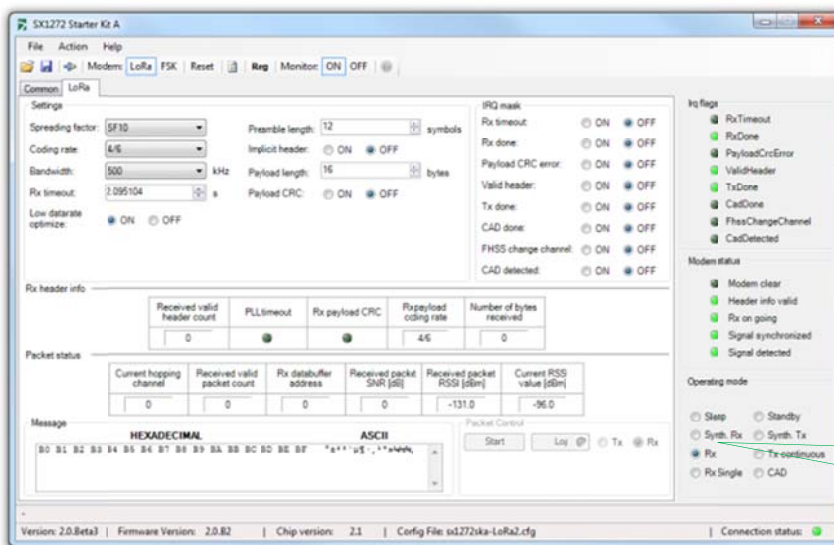 SX1272 Starter Kit A
File Action Help
Modem: LoRa FSK Reset Reg Monitor: ON OFF
Common LoRa
Settings
Spreading factor: SF10
Coding rate: 4/6
Bandwidth: 500 kHz
Rx timeout: 2.095104 s
Low datarate
optimize: ON OFF
Preamble length: 12 symbols
Implicit header: ON OFF
Payload length: 16 bytes
Payload CRC: ON OFF
IRQ mask
Rx timeout: ON OFF
Rx done: ON OFF
Payload CRC error: ON OFF
Valid header: ON OFF
Tx done: ON OFF
CAD done: ON OFF
FHSS change channel: ON OFF
CAD detected: ON OFF
Irq flags
RxTimeout
RxDone
PayloadCrcError
ValidHeader
TxDone
CadDone
FhssChangeChannel
CadDetected
Modem status
Modem clear
Header info valid
Rx on going
Signal synchronized
Signal detected
Rx header info
Received valid
header count
0
PLL timeout
Rx payload CRC
Rx payload
coding rate
4/6
Number of bytes
received
0
Packet status
Current hopping
channel
0
Received valid
packet count
0
Rx databuffer
address
0
Received packet
SNR [dB]
0
Received packet
RSSI [dBm]
-131.0
Current RSSI
value [dBm]
-96.0
Operating mode
Sleep Standby
Synth. Rx Synth. Tx
Rx Tx continuous
Rx Single CAD
Message
HEXADECIMAL ASCII
B0 B1 B2 B3 B4 B5 B6 B7 B8 B9 BA BB BC BD BE BF
Packet Control
Start Log Tx Rx
-
Version: 2.0.Beta3 | Firmware Version: 2.0.B2 | Chip version: 2.1 | Config File: sx1272ska-LoRa2.cfg | Connection status: